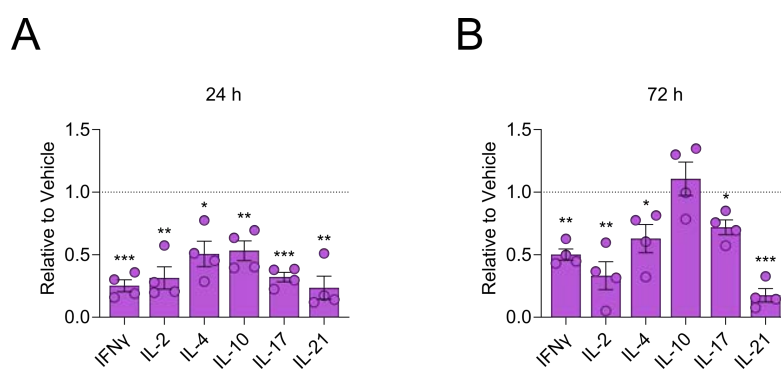 A
24 h
Relative to Vehicle
1.5
1.0
0.5
0.0
***
**
*
**
***
**
IFNγ
IL-2
IL-4
IL-10
IL-17
IL-21
B
72 h
Relative to Vehicle
1.5
1.0
0.5
0.0
**
**
*
*
***
IFNγ
IL-2
IL-4
IL-10
IL-17
IL-21